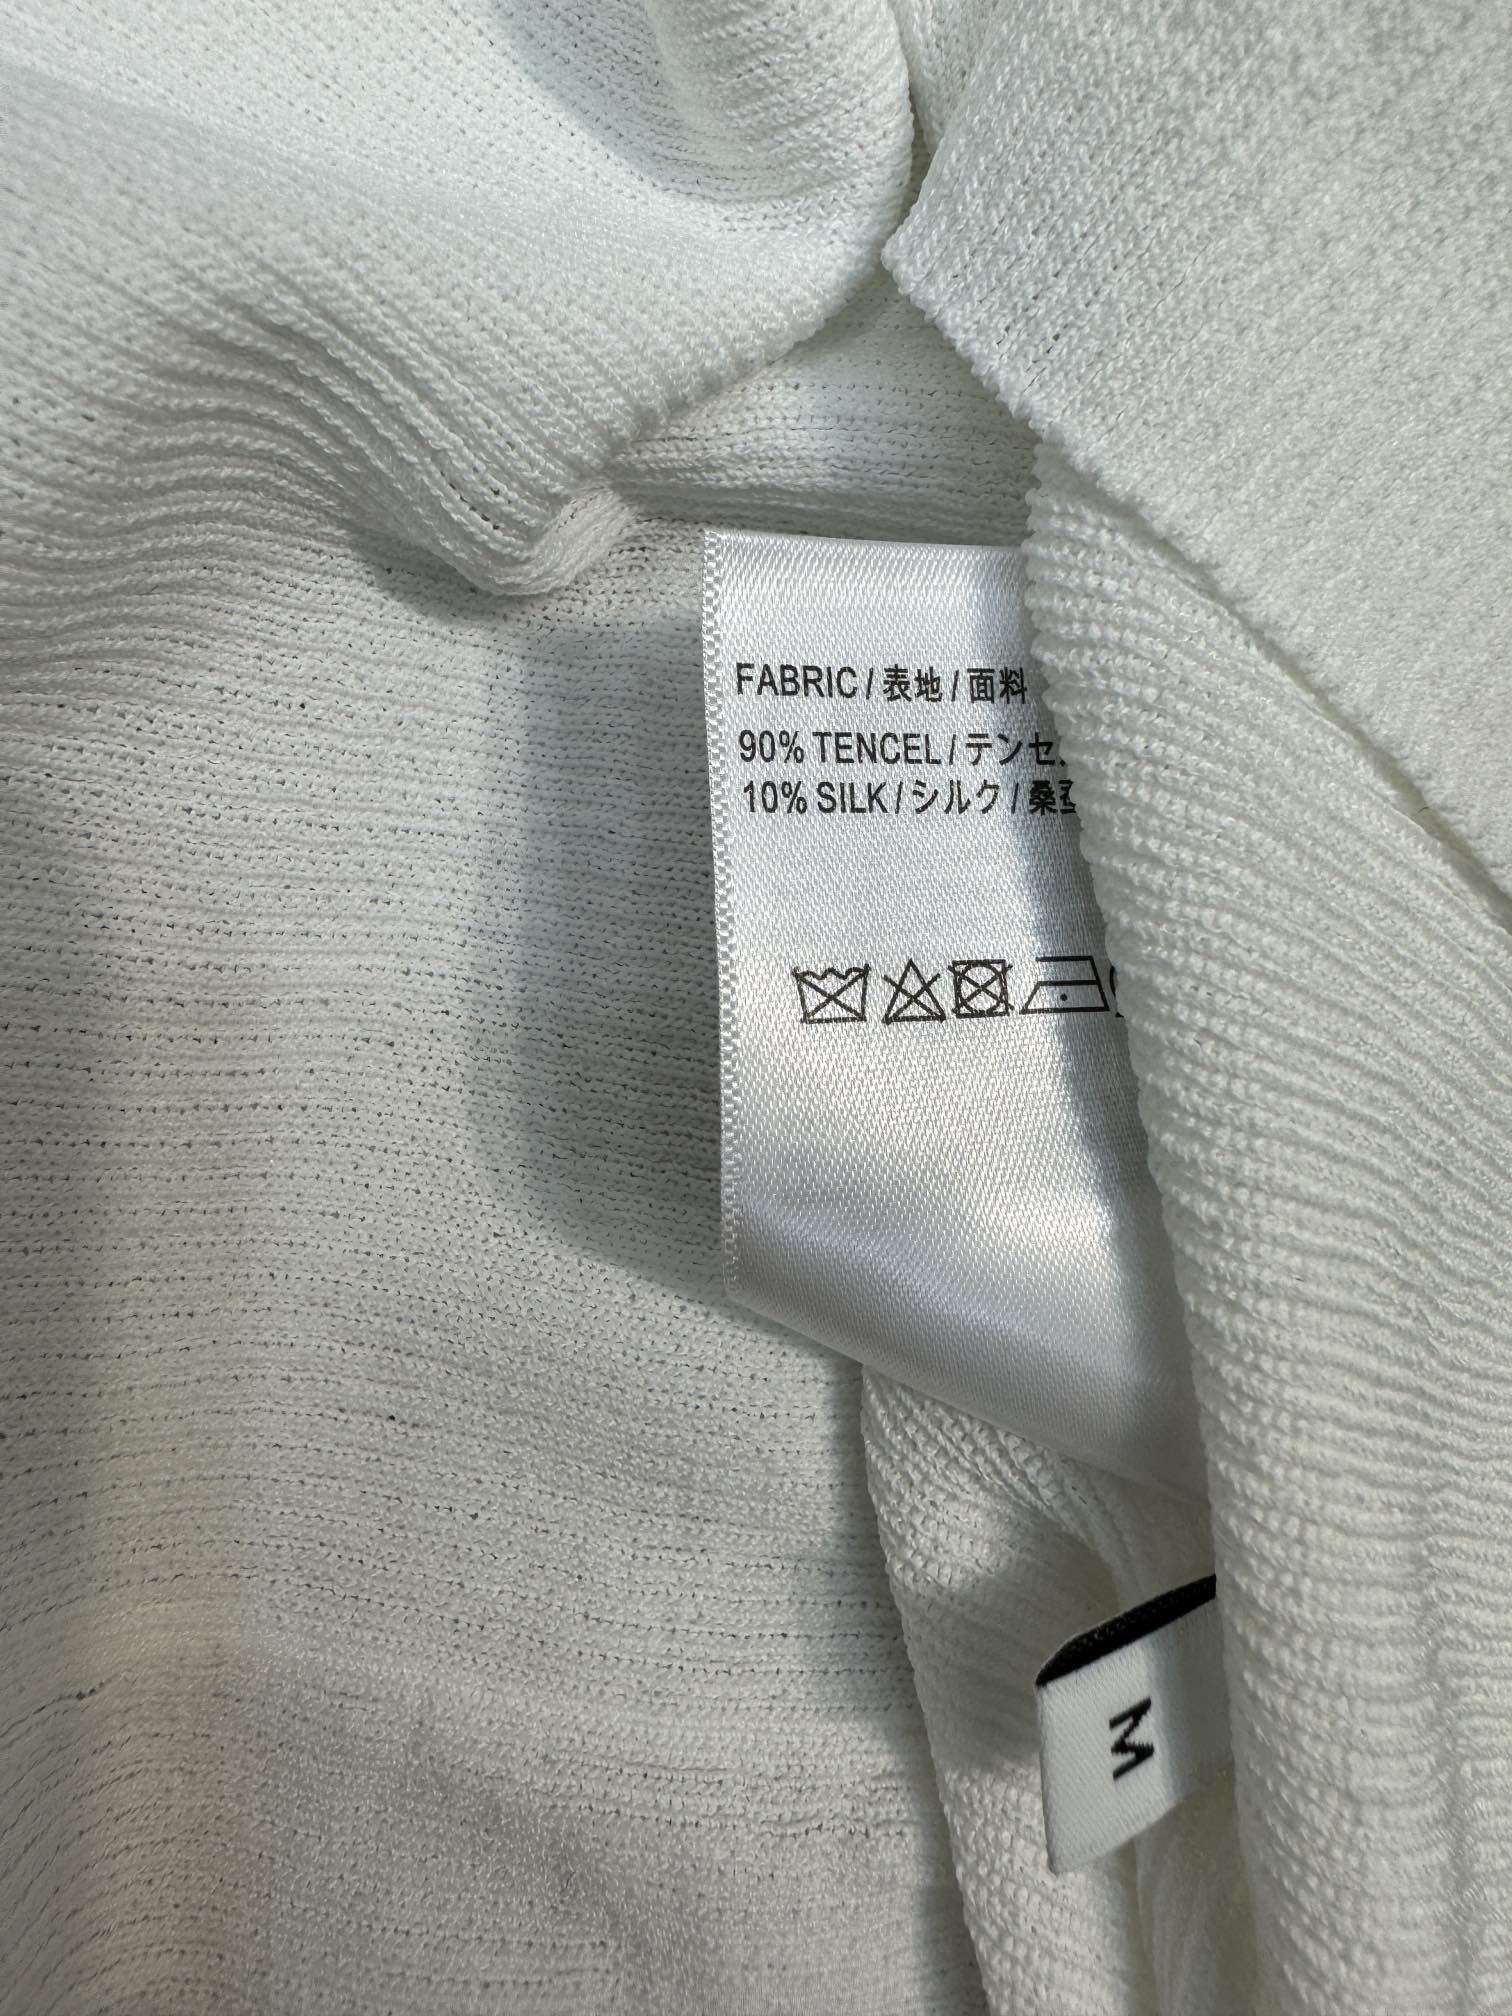 FABRIC / 表地 / 面料
90% TENCEL / テンセ
10% SILK / シルク / 桑
M